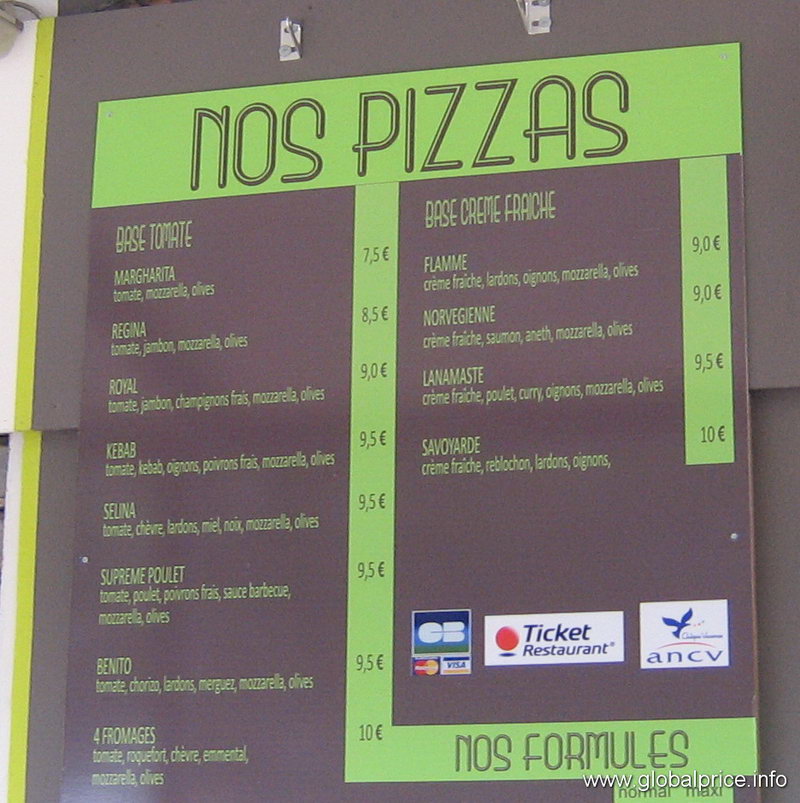 NOS PIZZAS
BASE TOMATE
MARGHARITA 7,5 €
tomate, mozzarella, olives
REGINA 8,5 €
tomate, jambon, mozzarella, olives
ROYAL 9,0 €
tomate, jambon, champignons frais, mozzarella, olives
KEBAB 9,5 €
tomate, kebab, oignons, poivrons frais, mozzarella, olives
SELINA 9,5 €
tomate, chèvre, lardons, miel, noix, mozzarella, olives
SUPREME POULET 9,5 €
tomate, poulet, poivrons frais, sauce barbecue,
mozzarella, olives
BENITO 9,5 €
tomate, chorizo, lardons, merguez, mozzarella, olives
4 FROMAGES 10 €
tomate, roquefort, chèvre, emmental,
mozzarella, olives
BASE CREME FRAICHE
FLAMME 9,0 €
crème fraîche, lardons, oignons, mozzarella, olives
NORVEGIENNE 9,0 €
crème fraîche, saumon, aneth, mozzarella, olives
LANAMASTE 9,5 €
crème fraîche, poulet, curry, oignons, mozzarella, olives
SAVOYARDE 10 €
crème fraîche, reblochon, lardons, oignons,
CB
MasterCard VISA
Ticket
Restaurant®
Chèque-Vacances
ancv
NOS FORMULES
normal maxi
www.globalprice.info